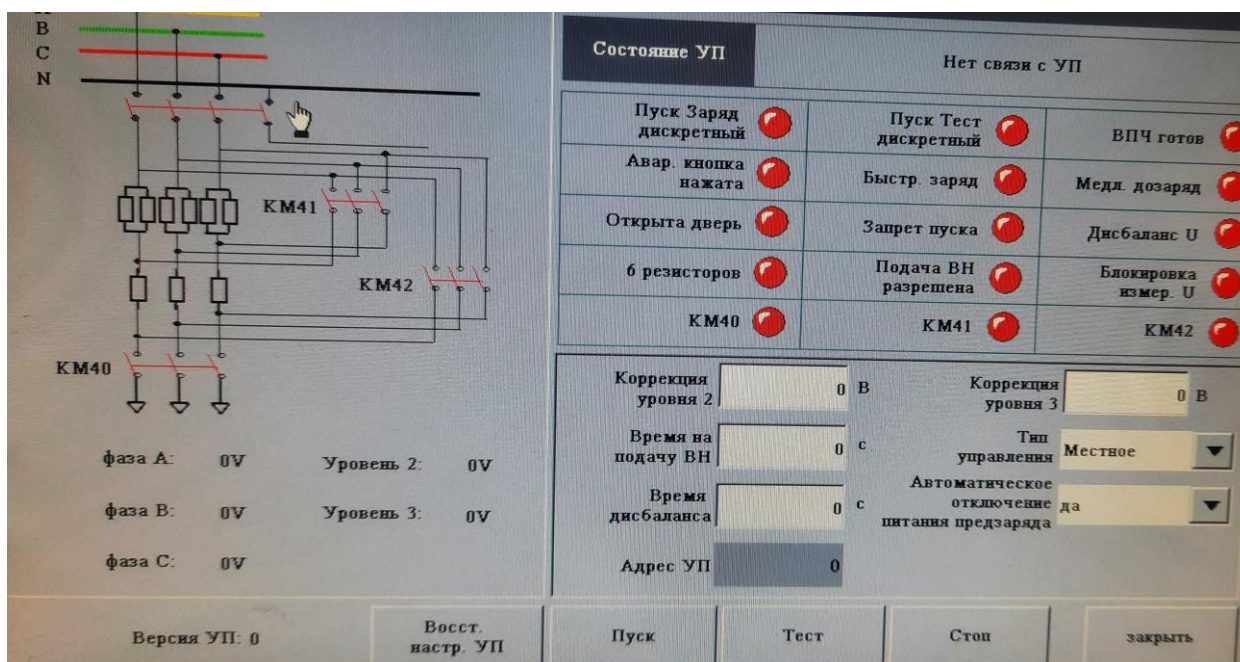 B
C
N
KM41
KM42
KM40
фаза A: 0V
Уровень 2: 0V
фаза B: 0V
Уровень 3: 0V
фаза C: 0V
Состояние УП
Нет связи с УП
Пуск Заряд
дискретный
Пуск Тест
дискретный
ВПЧ готов
Авар. кнопка
нажата
Быстр. заряд
Медл. дозаряд
Открыта дверь
Запрет пуска
Дисбаланс U
6 резисторов
Подача ВН
разрешена
Блокировка
измер. U
KM40
KM41
KM42
Коррекция
уровня 2
0 В
Коррекция
уровня 3
0 В
Время на
подачу ВН
0 с
Тип
управления
Местное
Время
дисбаланса
0 с
Автоматическое
отключение
питания предзаряда
да
Адрес УП
0
Версия УП: 0
Восст.
настр. УП
Пуск
Тест
Стоп
закрыть